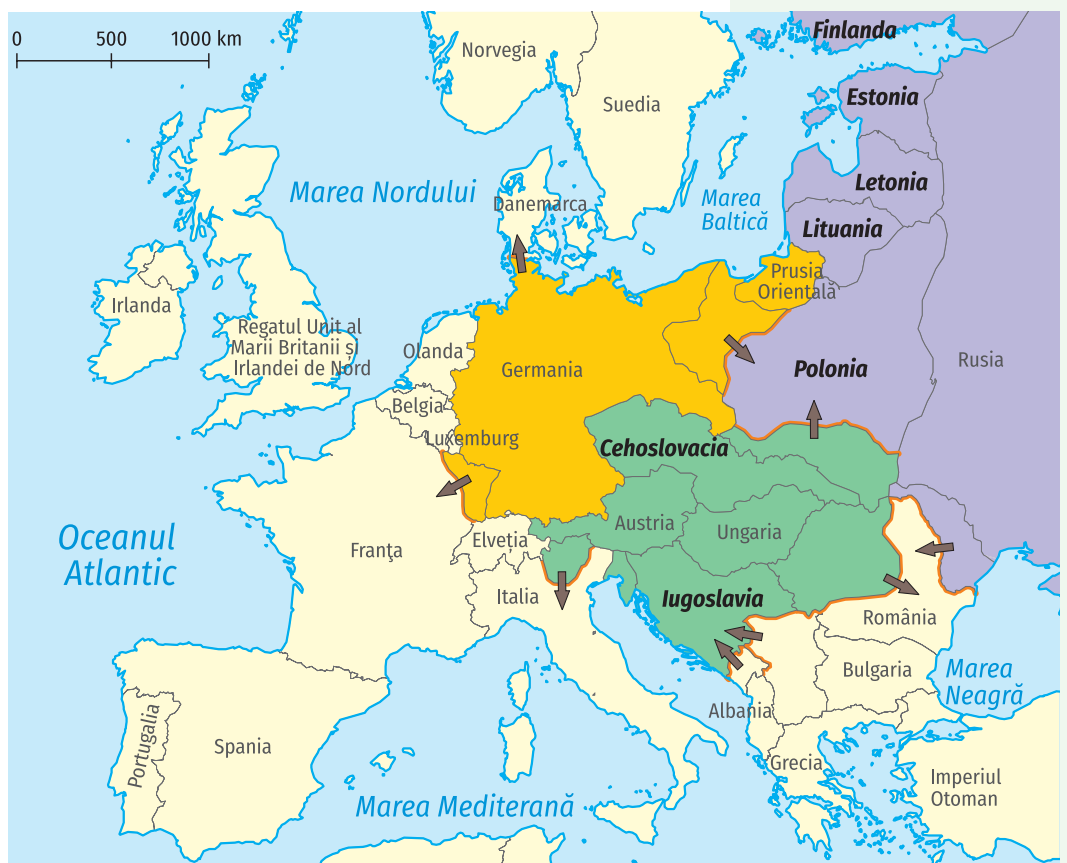 0 500 1000 km
Norvegia
Finlanda
Suedia
Estonia
Marea Nordului
Letonia
Danemarca
Marea
Baltică
Lituania
Prusia
Orientală
Irlanda
Regatul Unit al
Marii Britanii și
Irlandei de Nord
Olanda
Germania
Polonia
Rusia
Belgia
Luxemburg
Cehoslovacia
Oceanul
Atlantic
Franţa
Elveția
Austria
Ungaria
Italia
Iugoslavia
România
Bulgaria
Marea
Neagră
Albania
Portugalia
Spania
Grecia
Imperiul
Otoman
Marea Mediterană